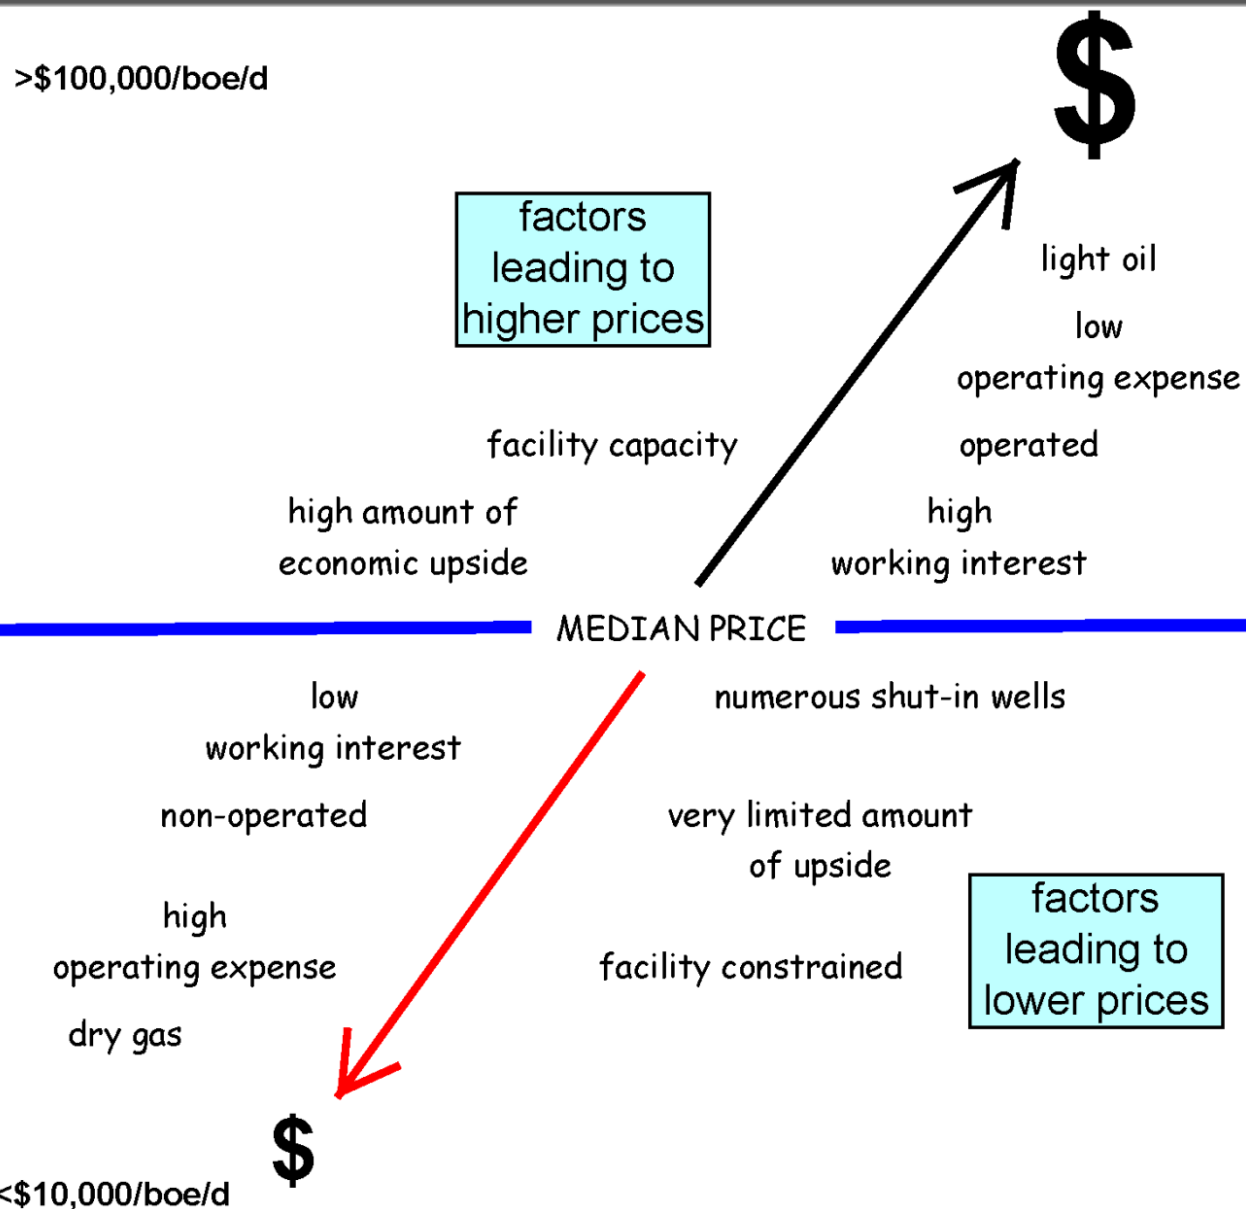 >$100,000/boe/d
$
factors
leading to
higher prices
light oil
low
operating expense
facility capacity
operated
high amount of
economic upside
high
working interest
MEDIAN PRICE
low
working interest
numerous shut-in wells
non-operated
very limited amount
of upside
high
operating expense
facility constrained
factors
leading to
lower prices
dry gas
$
<$10,000/boe/d